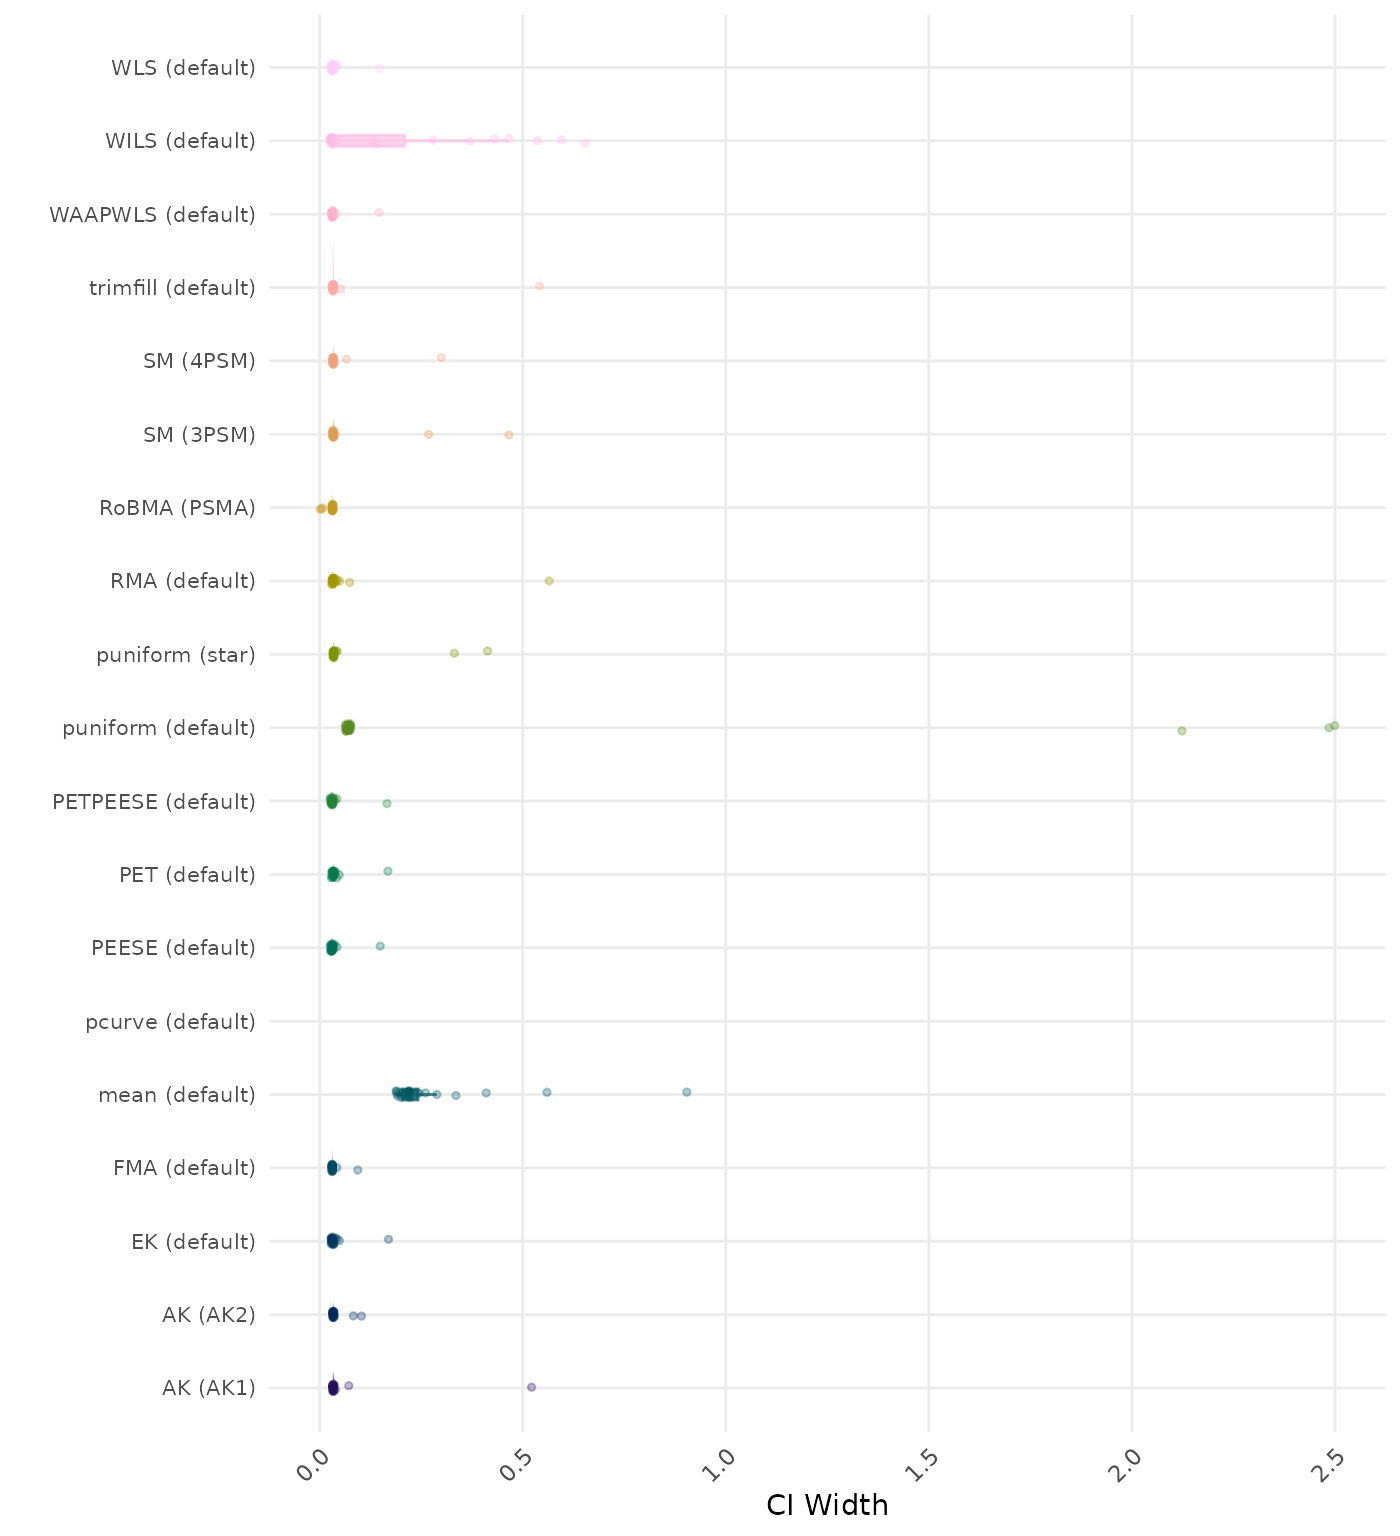 WLS (default)
WILS (default)
WAAPWLS (default)
trimfill (default)
SM (4PSM)
SM (3PSM)
RoBMA (PSMA)
RMA (default)
puniform (star)
puniform (default)
PETPEESE (default)
PET (default)
PEESE (default)
pcurve (default)
mean (default)
FMA (default)
EK (default)
AK (AK2)
AK (AK1)
0.0 0.5 1.0 1.5 2.0 2.5
CI Width